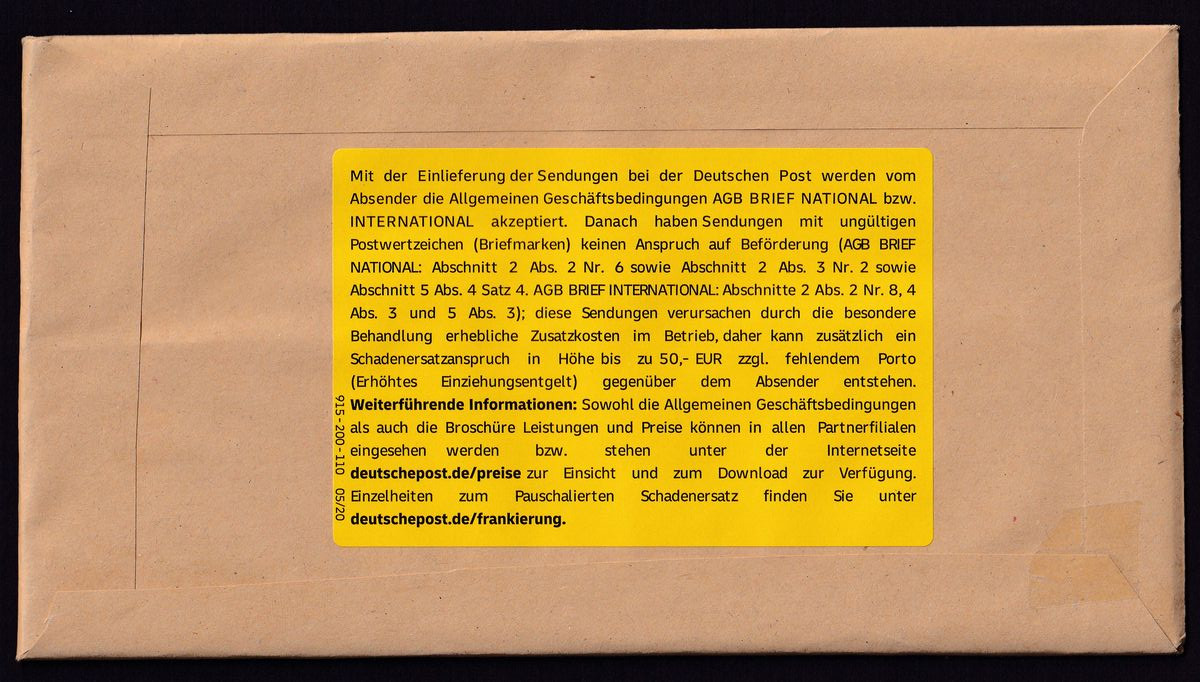 Mit der Einlieferung der Sendungen bei der Deutschen Post werden vom
Absender die Allgemeinen Geschäftsbedingungen AGB BRIEF NATIONAL bzw.
INTERNATIONAL akzeptiert. Danach haben Sendungen mit ungültigen
Postwertzeichen (Briefmarken) keinen Anspruch auf Beförderung (AGB BRIEF
NATIONAL: Abschnitt 2 Abs. 2 Nr. 6 sowie Abschnitt 2 Abs. 3 Nr. 2 sowie
Abschnitt 5 Abs. 4 Satz 4. AGB BRIEF INTERNATIONAL: Abschnitte 2 Abs. 2 Nr. 8, 4
Abs. 3 und 5 Abs. 3); diese Sendungen verursachen durch die besondere
Behandlung erhebliche Zusatzkosten im Betrieb, daher kann zusätzlich ein
Schadenersatzanspruch in Höhe bis zu 50,- EUR zzgl. fehlendem Porto
(Erhöhtes Einziehungsentgelt) gegenüber dem Absender entstehen.
Weiterführende Informationen: Sowohl die Allgemeinen Geschäftsbedingungen
als auch die Broschüre Leistungen und Preise können in allen Partnerfilialen
eingesehen werden bzw. stehen unter der Internetseite
deutschepost.de/preise zur Einsicht und zum Download zur Verfügung.
Einzelheiten zum Pauschalierten Schadenersatz finden Sie unter
deutschepost.de/frankierung.
915 - 200 - 110 05/20